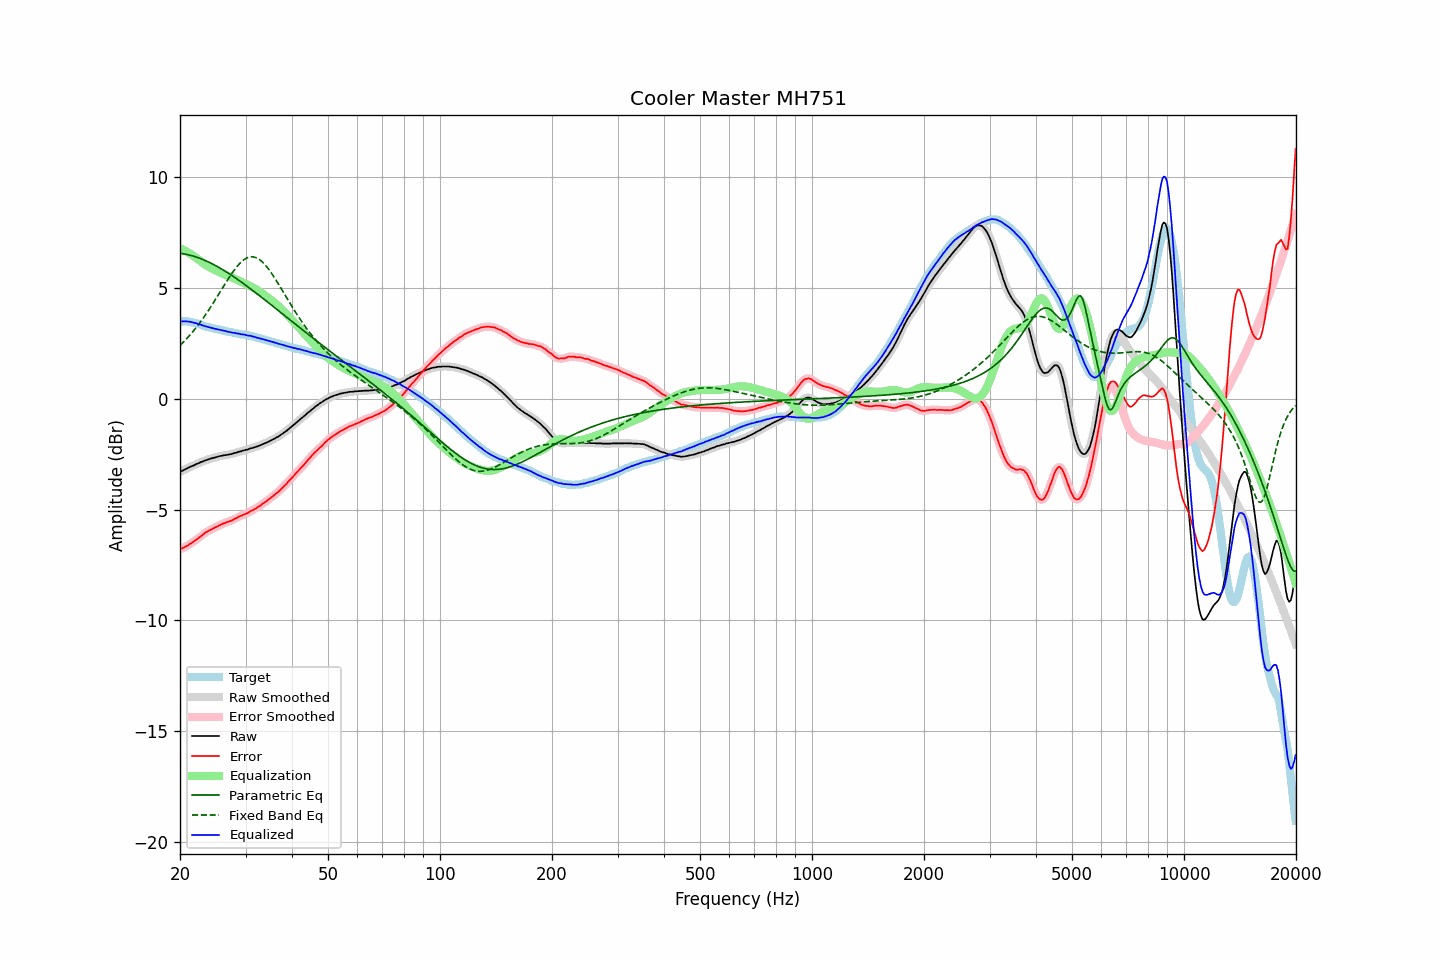 Cooler Master MH751
Amplitude (dBr)
10
5
0
−5
−10
−15
−20
Target
Raw Smoothed
Error Smoothed
Raw
Error
Equalization
Parametric Eq
Fixed Band Eq
Equalized
20 50 100 200 500 1000 2000 5000 10000 20000
Frequency (Hz)